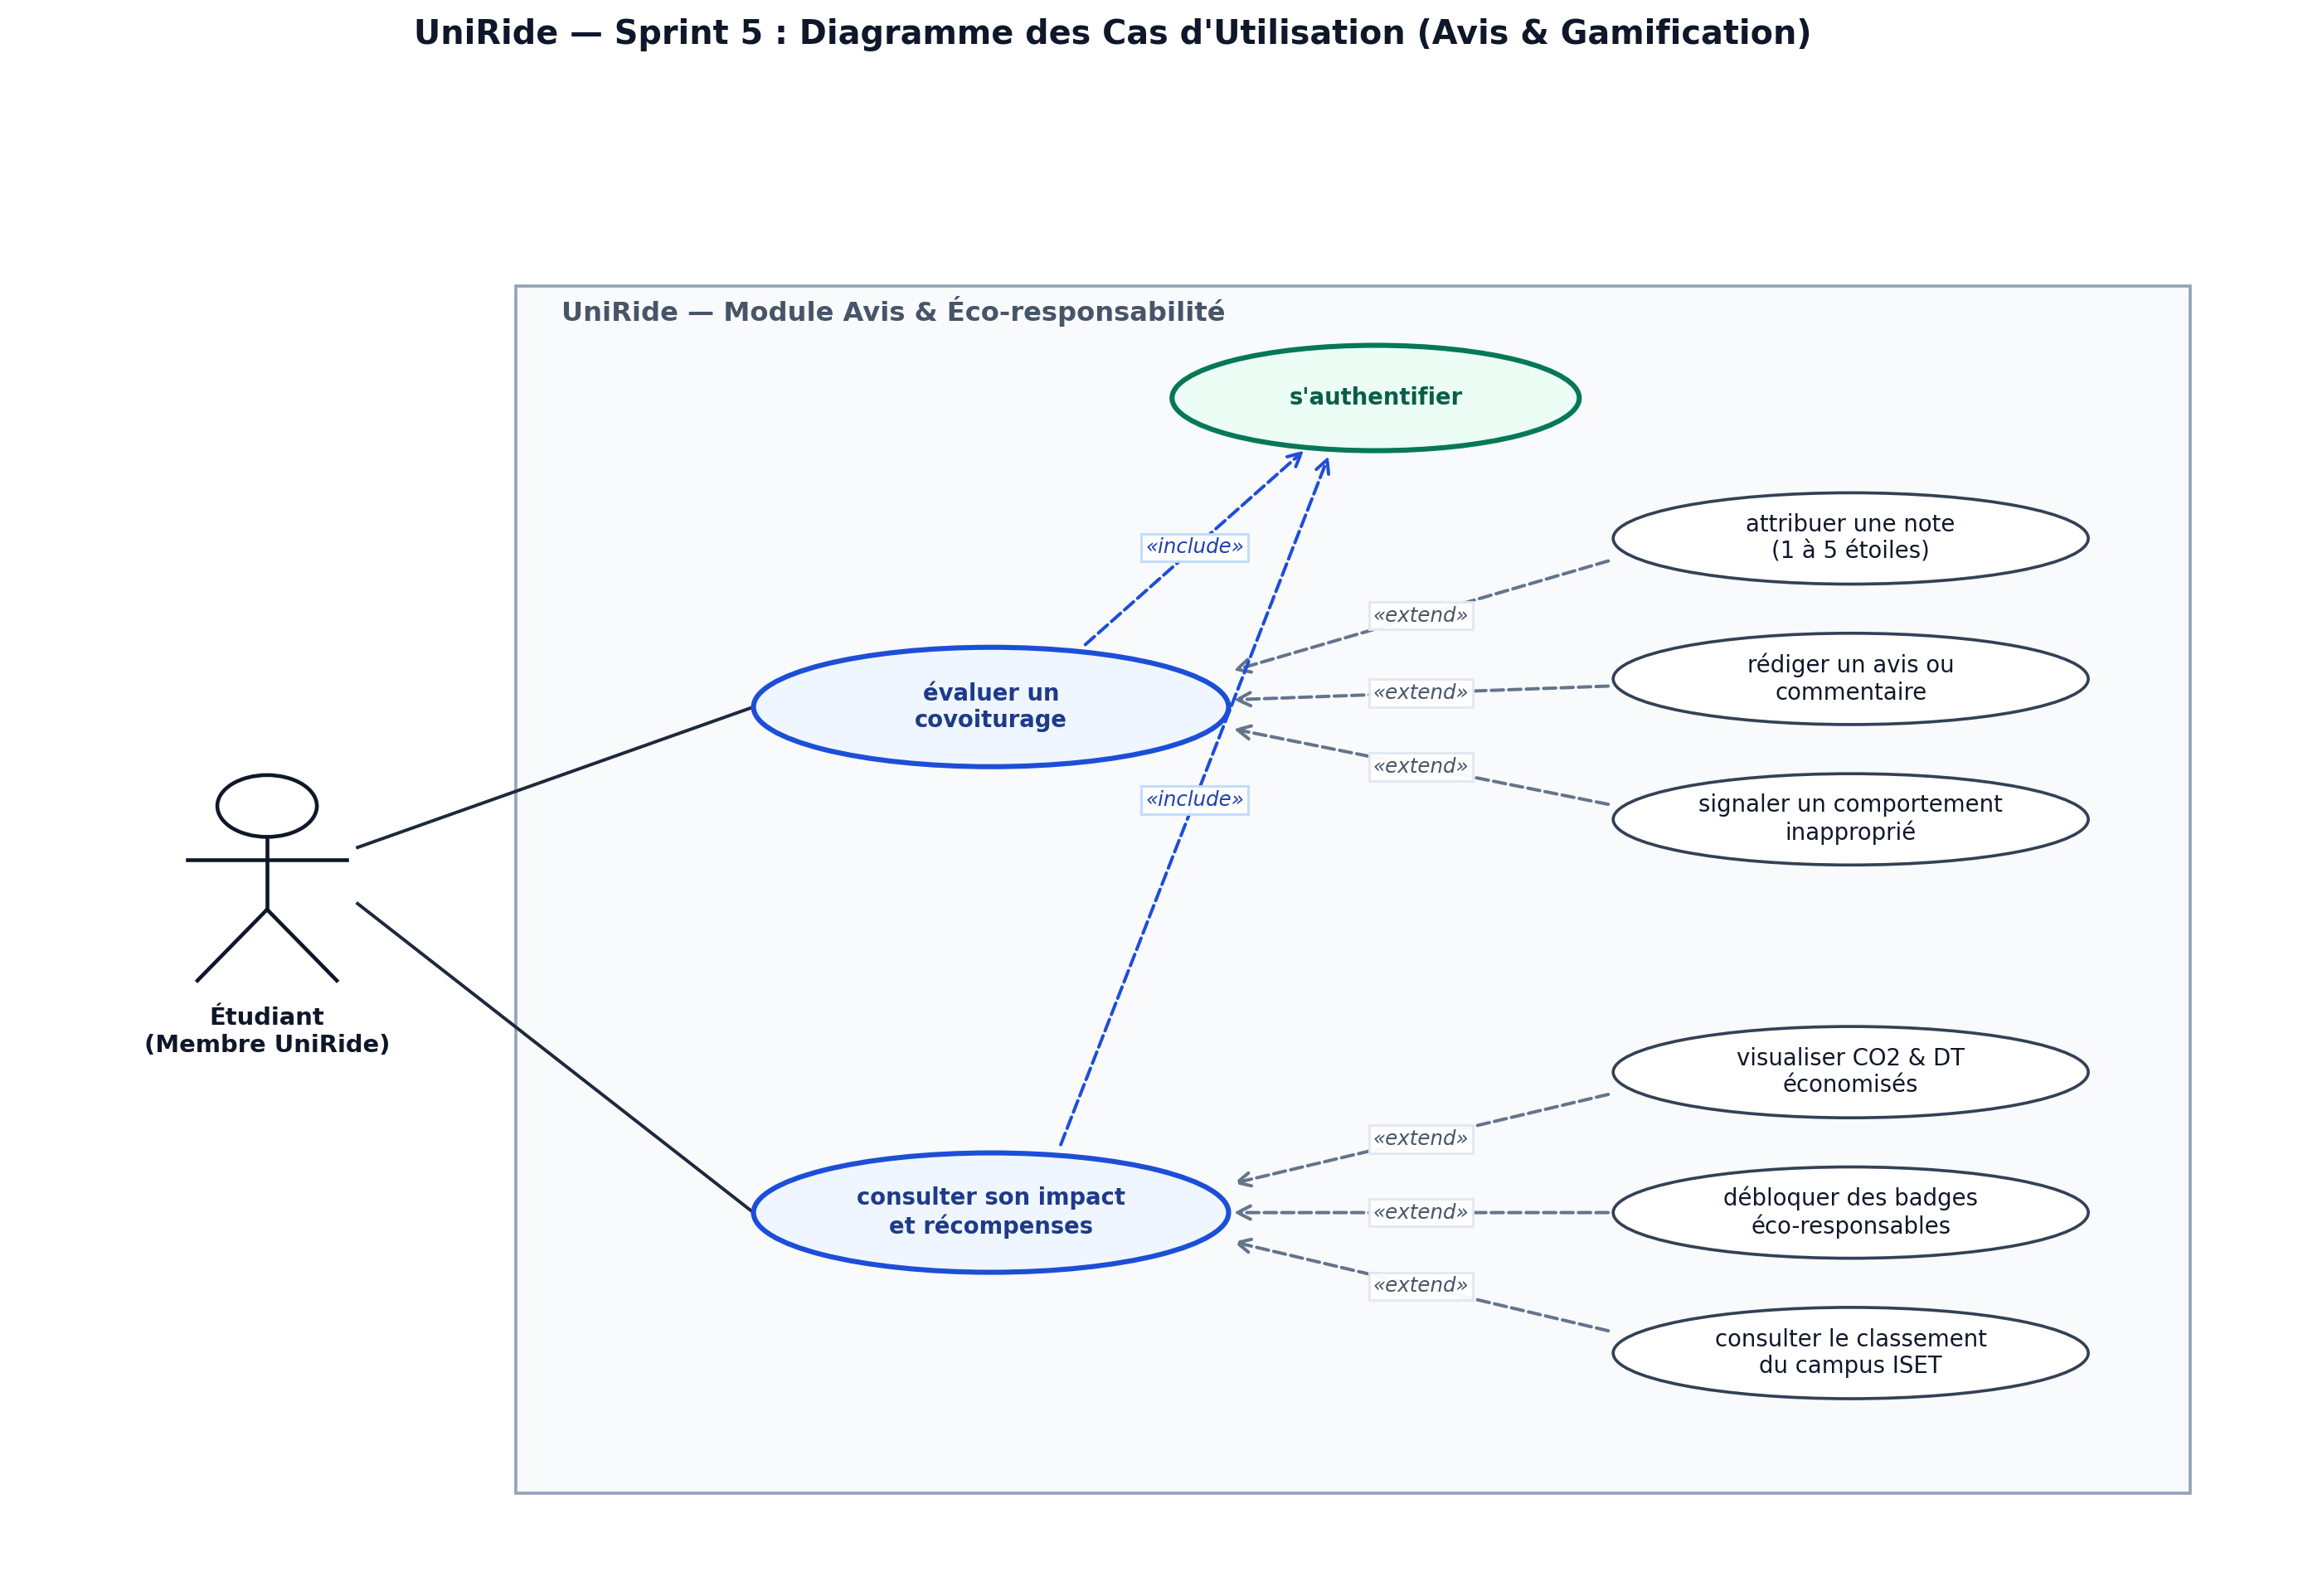 UniRide — Sprint 5 : Diagramme des Cas d'Utilisation (Avis & Gamification)
UniRide — Module Avis & Éco-responsabilité
s'authentifier
«include»
attribuer une note
(1 à 5 étoiles)
«extend»
rédiger un avis ou
commentaire
«extend»
évaluer un
covoiturage
«extend»
signaler un comportement
inapproprié
«include»
Étudiant
(Membre UniRide)
visualiser CO2 & DT
économisés
«extend»
consulter son impact
et récompenses
«extend»
débloquer des badges
éco-responsables
«extend»
consulter le classement
du campus ISET